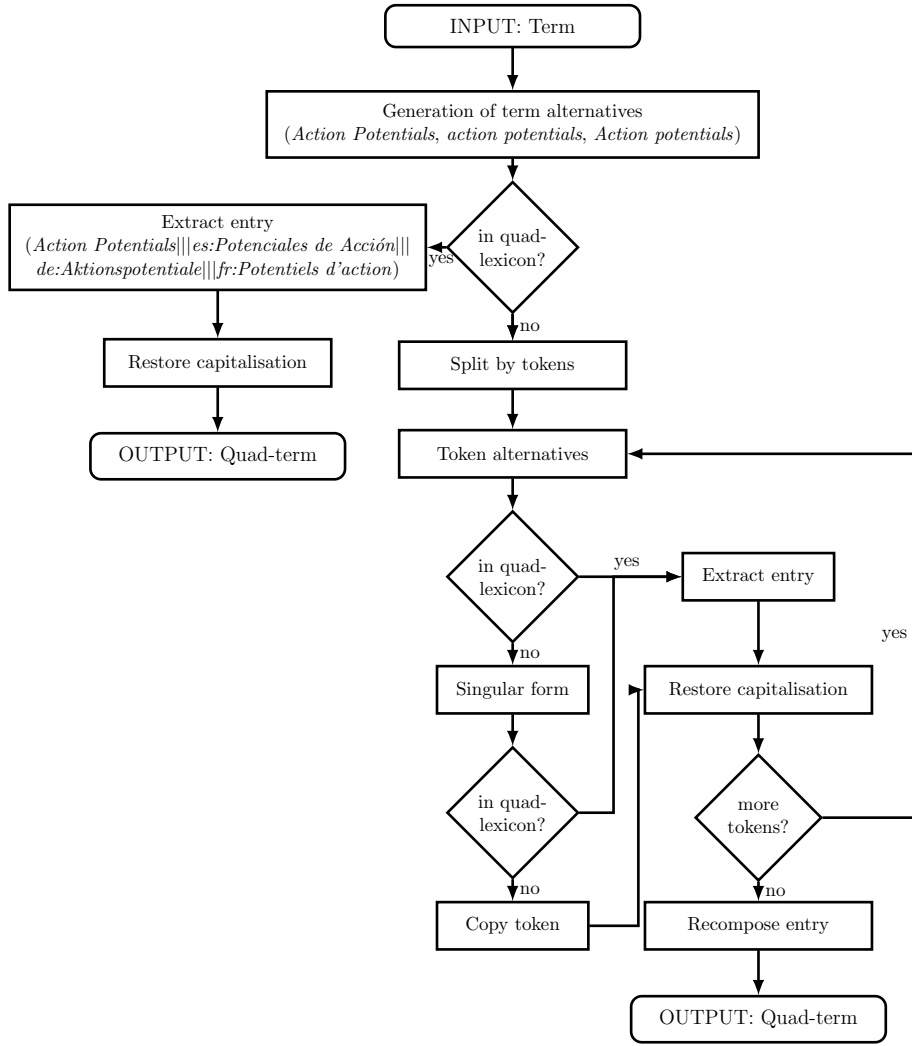 INPUT: Term
Generation of term alternatives
(Action Potentials, action potentials, Action potentials)
Extract entry
(Action Potentials|||es:Potenciales de Acción|||
de:Aktionspotentiale|||fr:Potentiels d'action)
yes
in quad-
lexicon?
no
Restore capitalisation
OUTPUT: Quad-term
Split by tokens
Token alternatives
in quad-
lexicon?
yes
Extract entry
no
yes
Singular form
Restore capitalisation
in quad-
lexicon?
more
tokens?
no
no
Copy token
Recompose entry
OUTPUT: Quad-term